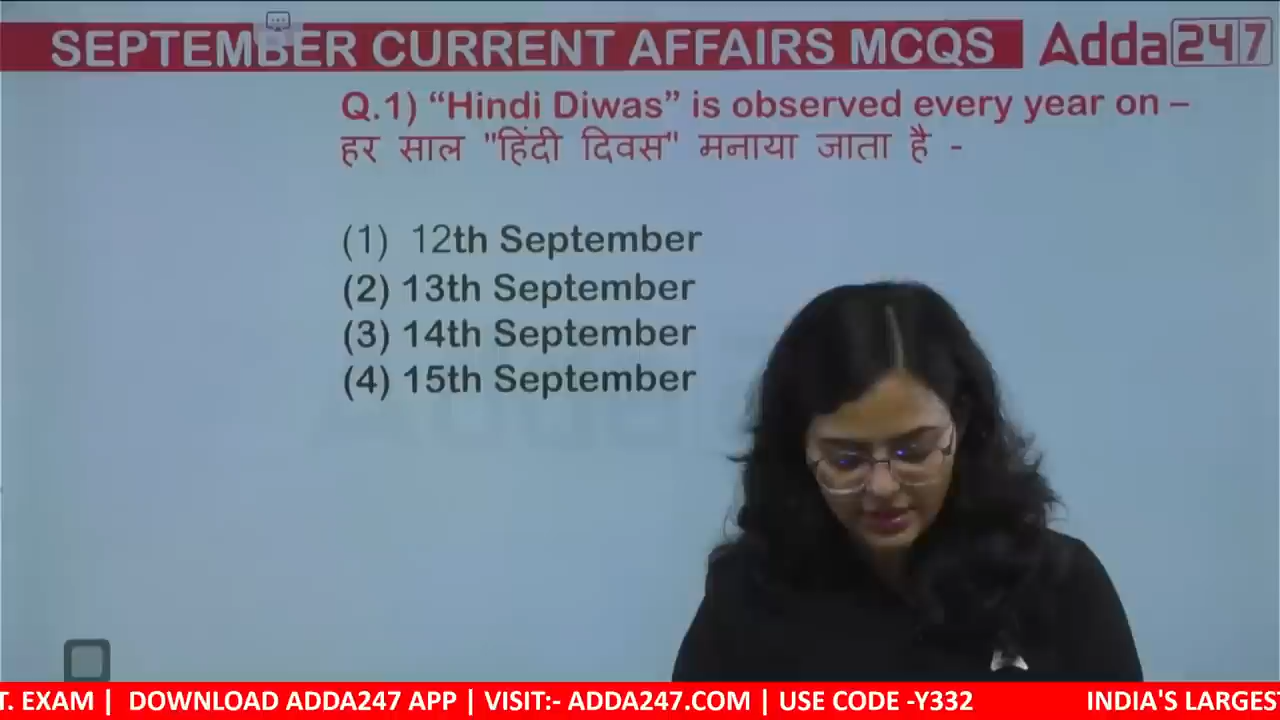 SEPTEMBER CURRENT AFFAIRS MCQS
Adda247
Q.1) “Hindi Diwas” is observed every year on –
हर साल "हिंदी दिवस" मनाया जाता है -
(1) 12th September
(2) 13th September
(3) 14th September
(4) 15th September
T. EXAM | DOWNLOAD ADDA247 APP | VISIT:- ADDA247.COM | USE CODE -Y332 INDIA'S LARGES